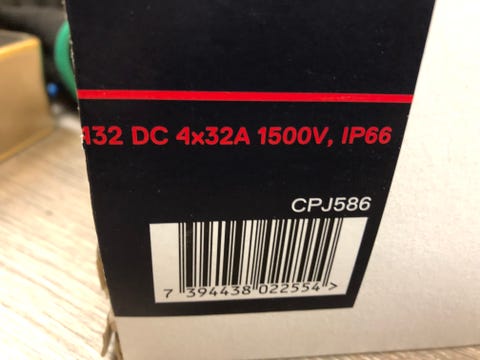 132 DC 4x32A 1500V, IP66
CPJ586
7 394438 022554 >